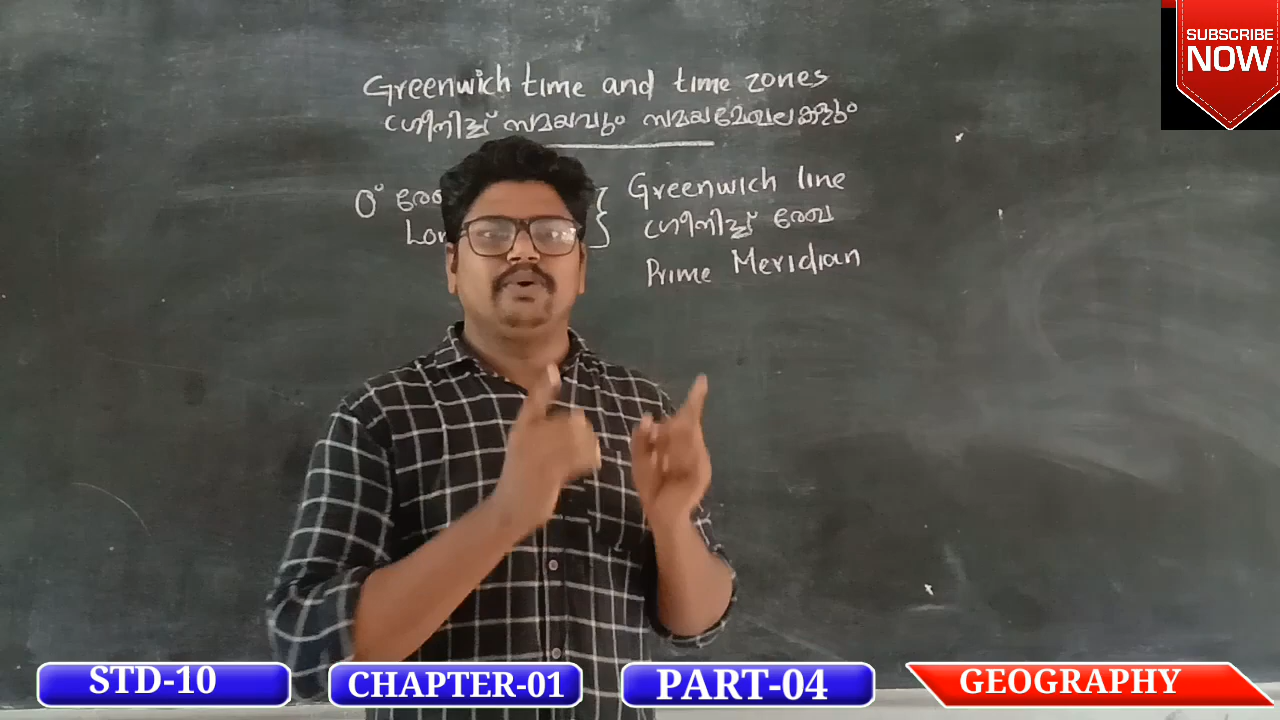 SUBSCRIBE
NOW
Greenwich time and time zones
ഗ്രീനിച്ച് സമയവും സമയമേഖലകളും
0°
Greenwich line
ഗ്രീനിച്ച് രേഖ
Prime Meridian
STD-10
CHAPTER-01
PART-04
GEOGRAPHY